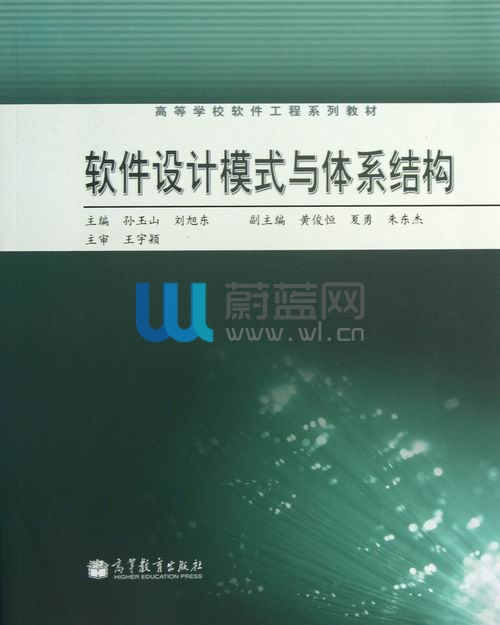 高等学校软件工程系列教材
软件设计模式与体系结构
主编 孙玉山 刘旭东 副主编 黄俊恒 夏勇 朱东杰
主审 王宇颖
蔚蓝网
www.wl.cn
高等教育出版社
HIGHER EDUCATION PRESS